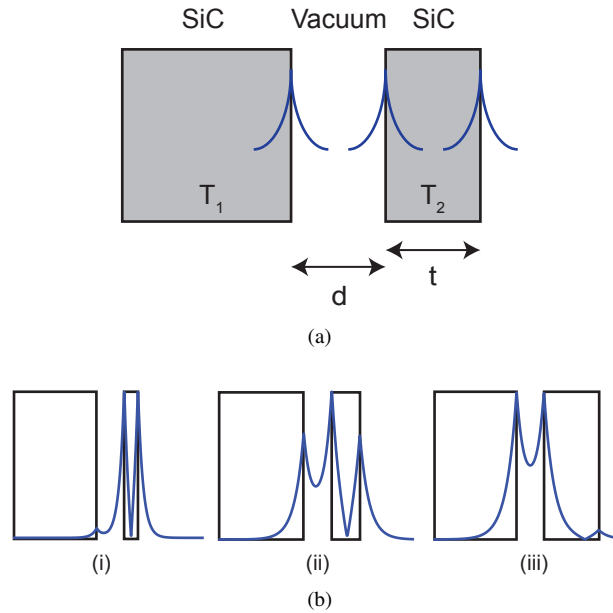 SiC Vacuum SiC
T1 T2
d t
(a)
(i) (ii) (iii)
(b)